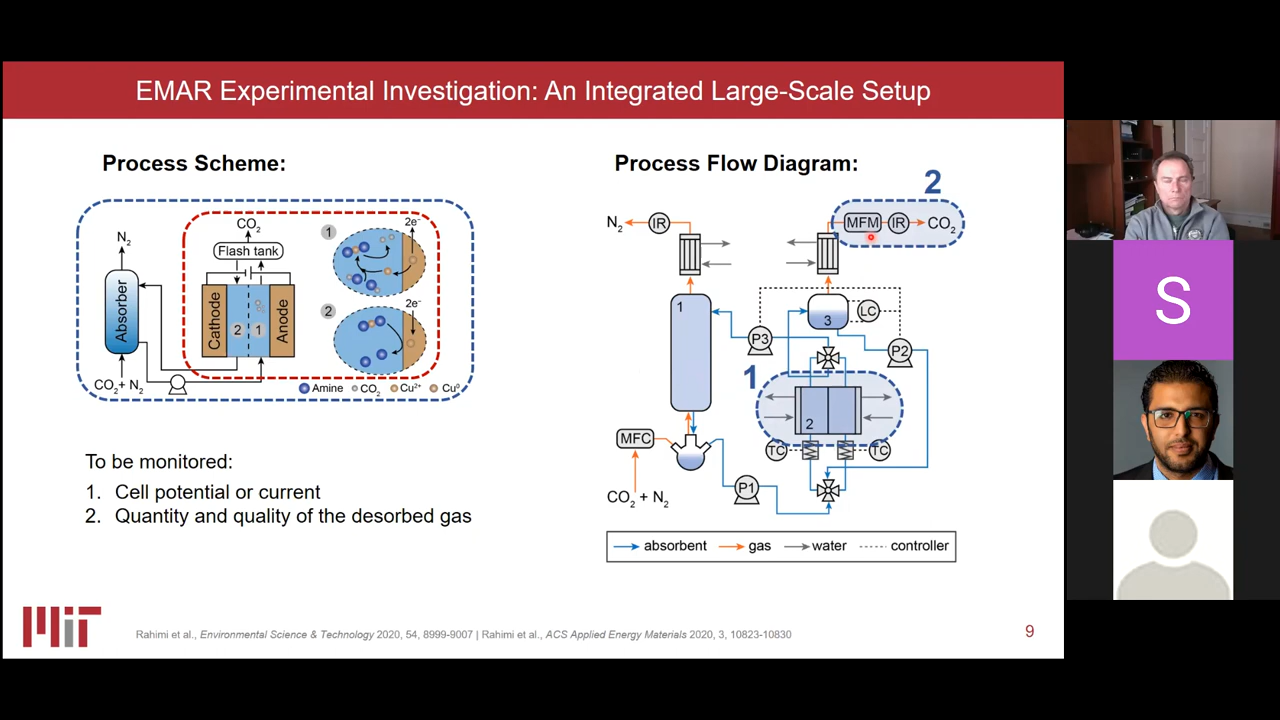 EMAR Experimental Investigation: An Integrated Large-Scale Setup
Process Scheme:
N2
CO2
Flash tank
Absorber
Cathode
2
1
Anode
CO2+ N2
1
2e-
2
2e-
Amine
CO2
Cu2+
Cu0
To be monitored:
1. Cell potential or current
2. Quantity and quality of the desorbed gas
Process Flow Diagram:
2
N2
IR
MFM
IR
CO2
1
3
LC
P3
P2
1
2
MFC
TC
TC
CO2 + N2
P1
absorbent
gas
water
controller
MIT
Rahimi et al., Environmental Science & Technology 2020, 54, 8999-9007 | Rahimi et al., ACS Applied Energy Materials 2020, 3, 10823-10830
9
S